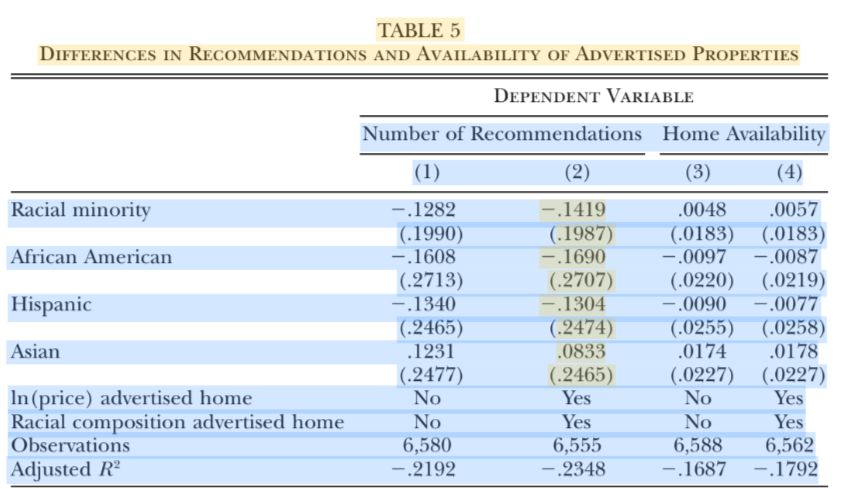 TABLE 5
Differences in Recommendations and Availability of Advertised Properties
Dependent Variable
Number of Recommendations Home Availability
(1) (2) (3) (4)
Racial minority −.1282 −.1419 .0048 .0057
(.1990) (.1987) (.0183) (.0183)
African American −.1608 −.1690 −.0097 −.0087
(.2713) (.2707) (.0220) (.0219)
Hispanic −.1340 −.1304 −.0090 −.0077
(.2465) (.2474) (.0255) (.0258)
Asian .1231 .0833 .0174 .0178
(.2477) (.2465) (.0227) (.0227)
ln(price) advertised home No Yes No Yes
Racial composition advertised home No Yes No Yes
Observations 6,580 6,555 6,588 6,562
Adjusted R² −.2192 −.2348 −.1687 −.1792